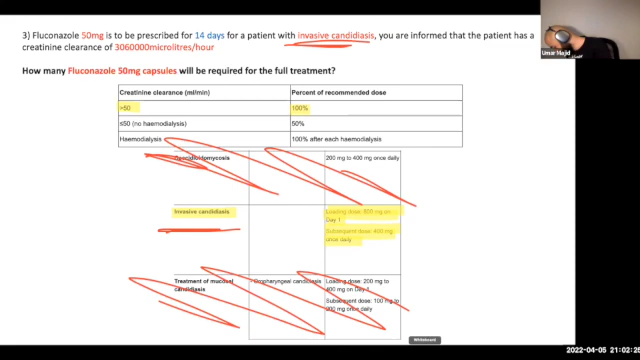 3) Fluconazole 50mg is to be prescribed for 14 days for a patient with invasive candidiasis, you are informed that the patient has a
creatinine clearance of 3060000microlitres/hour
How many Fluconazole 50mg capsules will be required for the full treatment?
Creatinine clearance (ml/min) Percent of recommended dose
>50 100%
≤50 (no haemodialysis) 50%
Haemodialysis 100% after each haemodialysis
Coccidioidomycosis 200 mg to 400 mg once daily
Invasive candidiasis Loading dose: 800 mg on
Day 1
Subsequent dose: 400 mg
once daily
Treatment of mucosal Oropharyngeal candidiasis Loading dose: 200 mg to
candidiasis 400 mg on Day 1
Subsequent dose: 100 mg to
200 mg once daily
Umar Majid
Whiteboard
2022-04-05 21:02:26